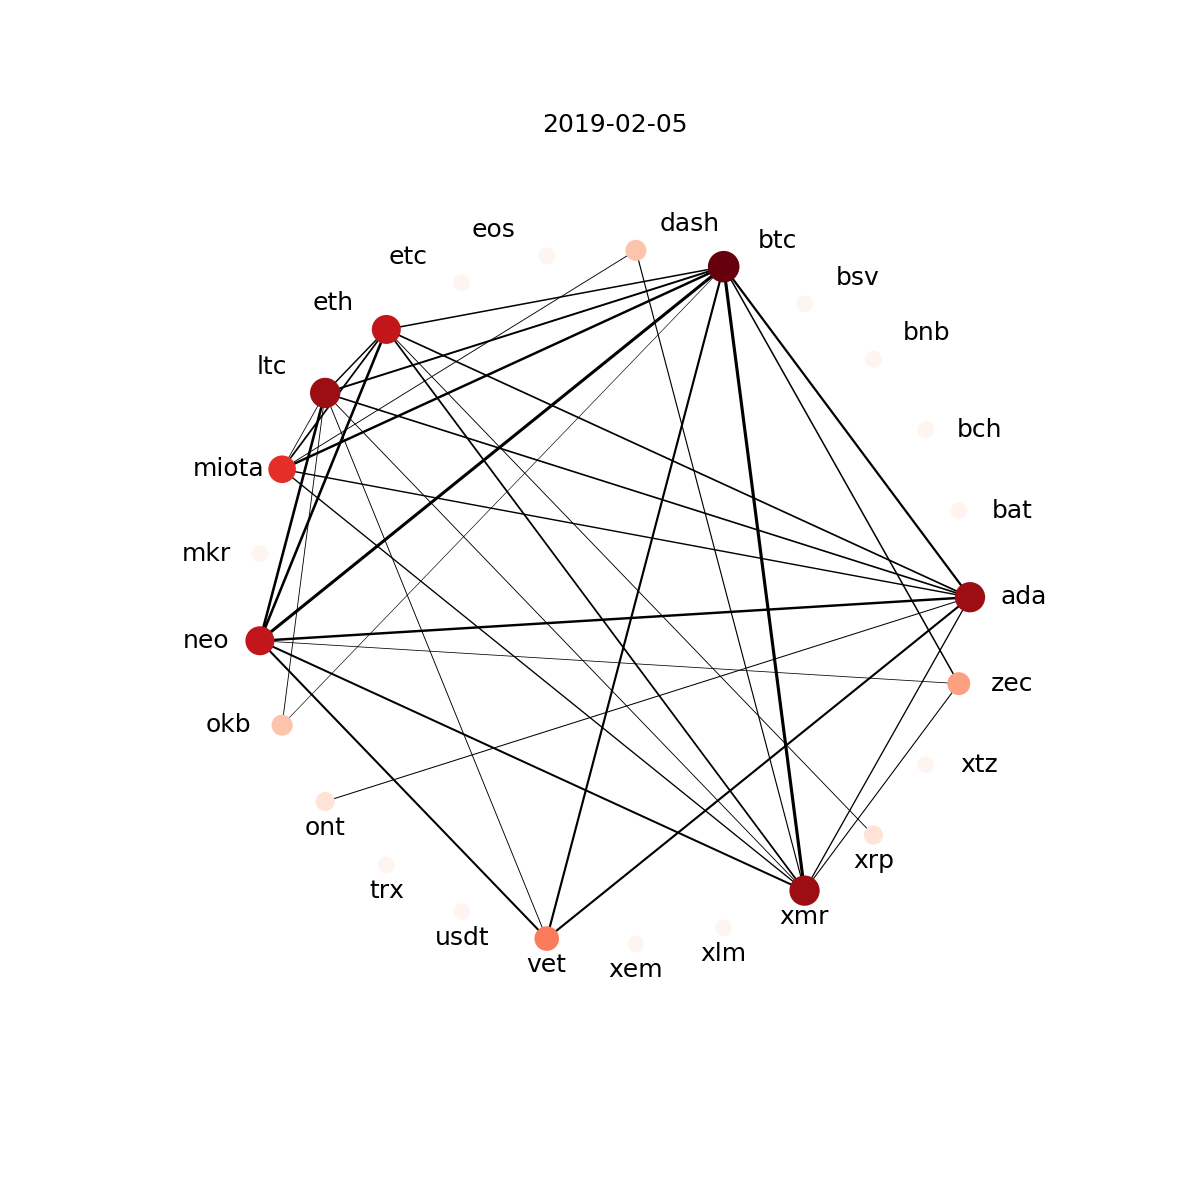 2019-02-05
dash
eos
btc
etc
bsv
eth
bnb
ltc
bch
miota
bat
mkr
ada
neo
zec
okb
xtz
ont
xrp
trx
xmr
usdt
xlm
vet
xem